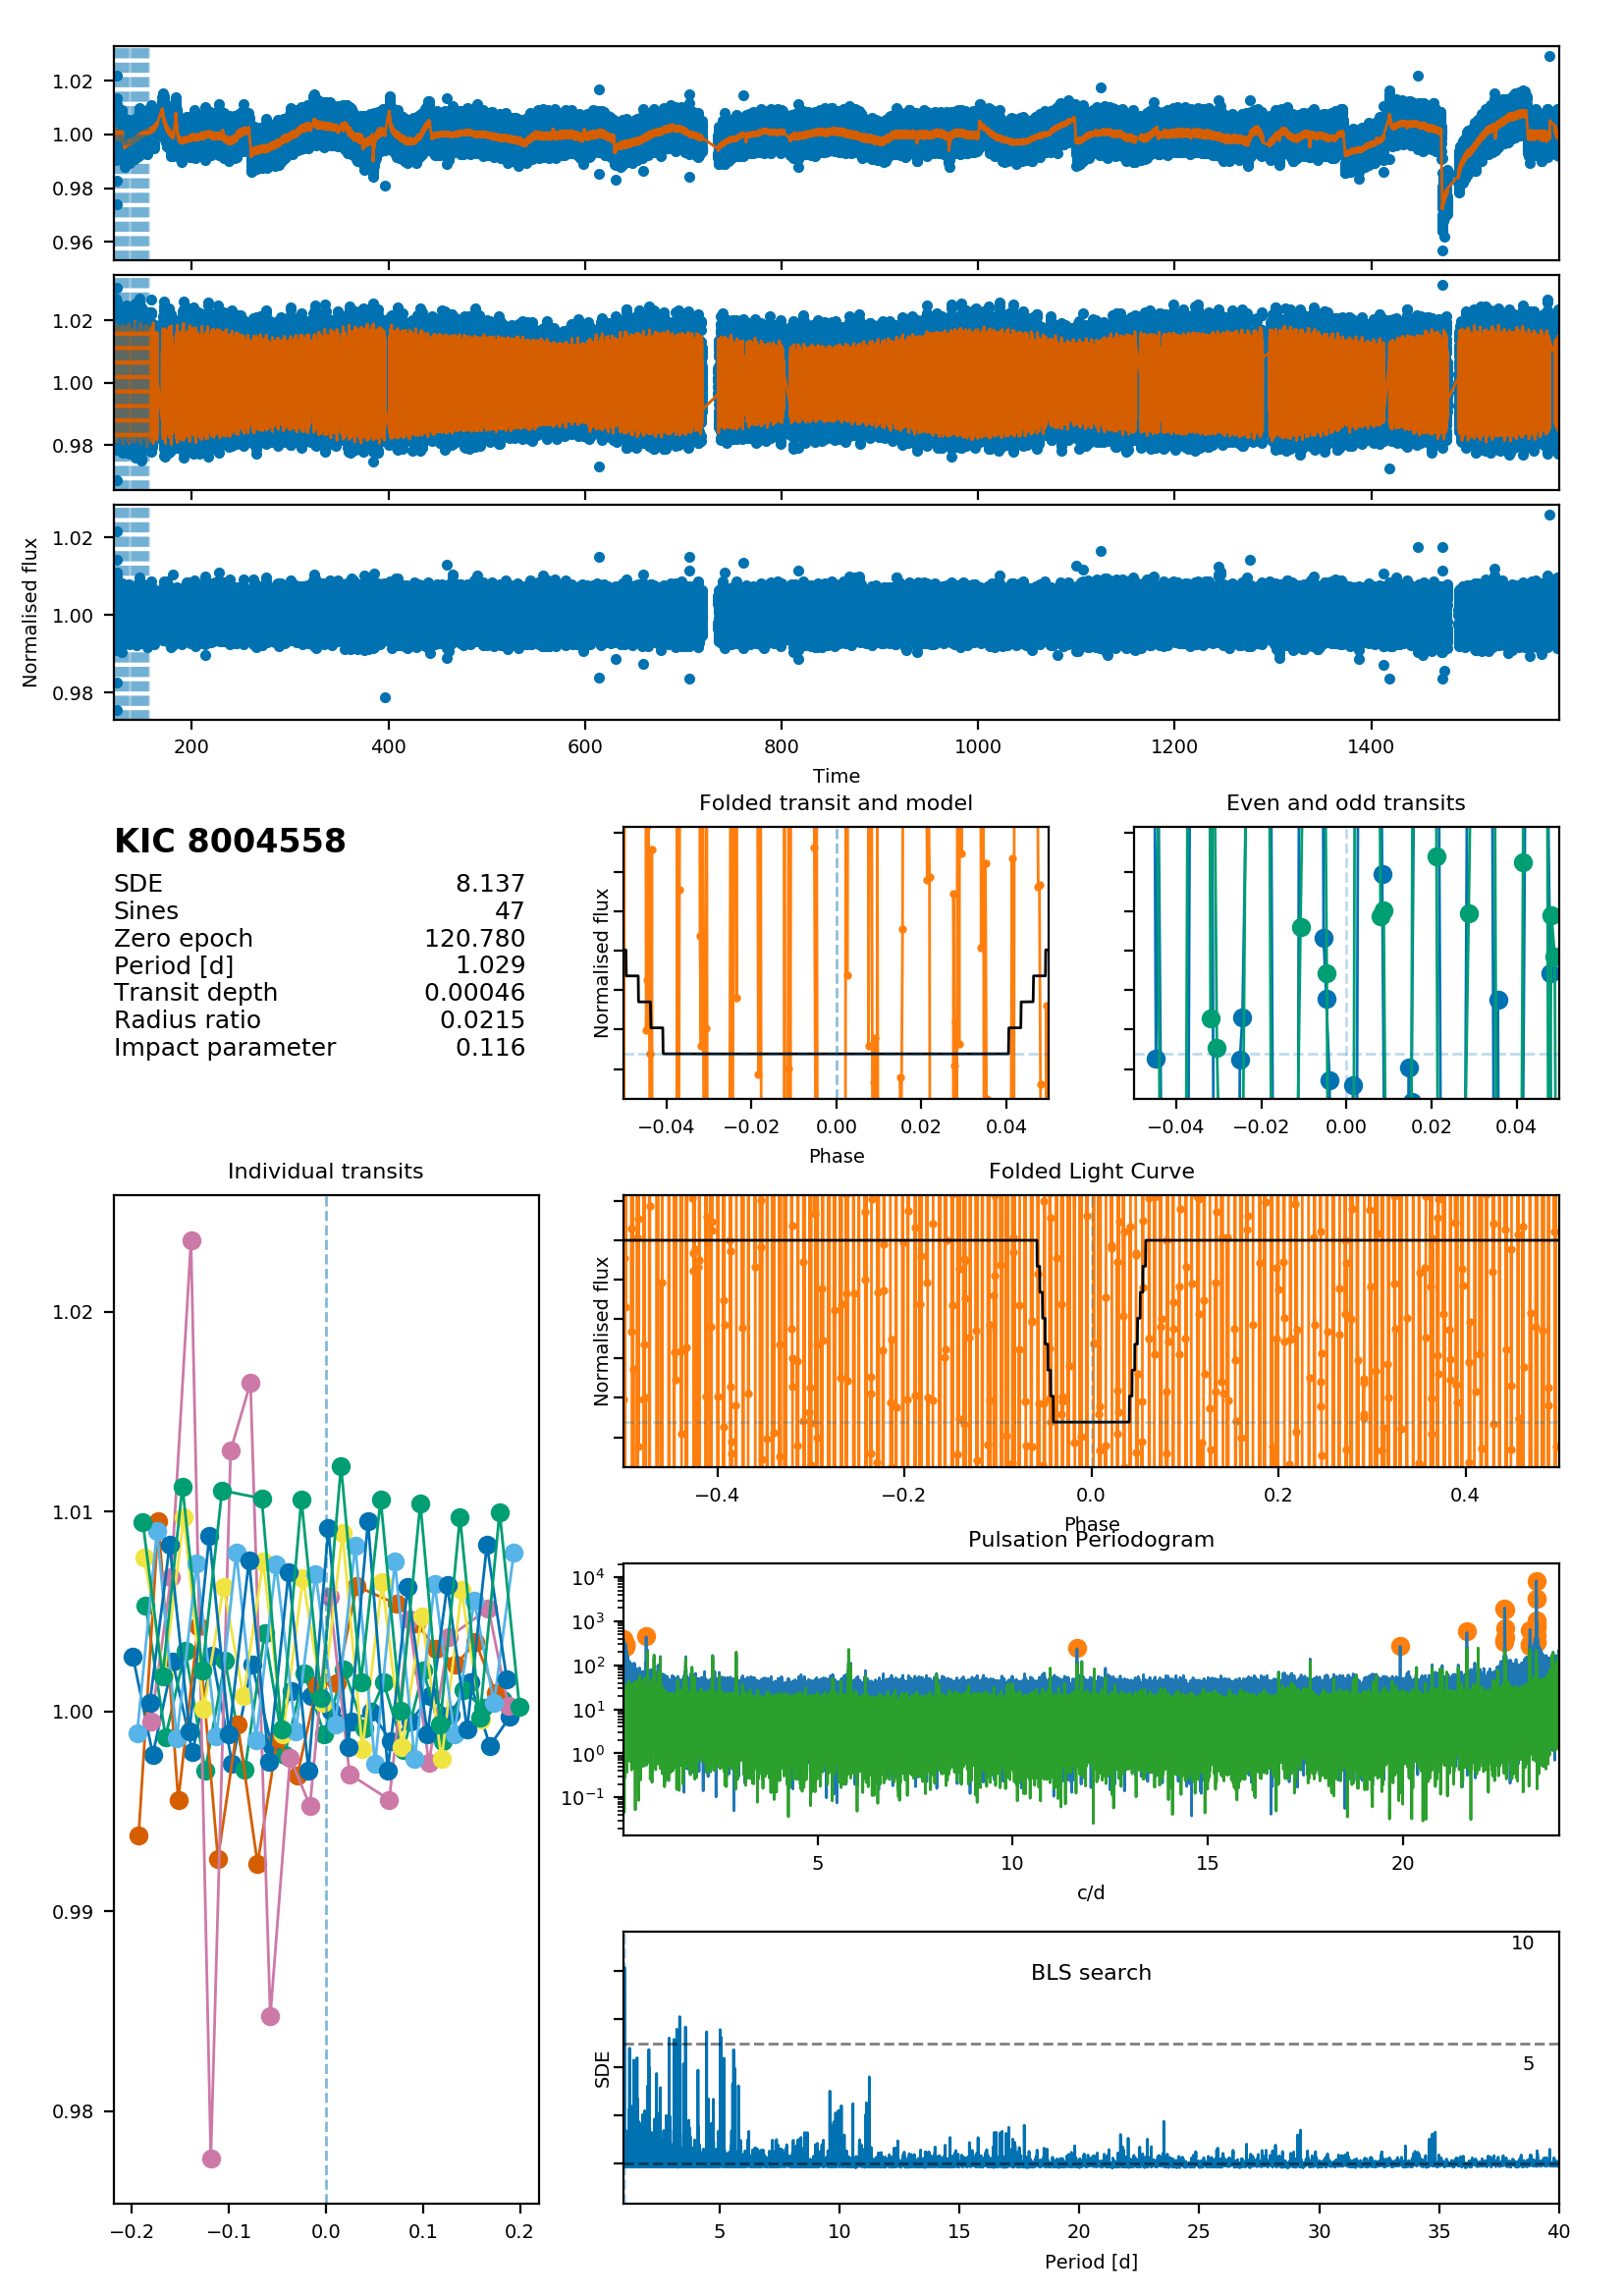 1.02
1.00
0.98
0.96
1.02
1.00
0.98
Normalised flux
1.02
1.00
0.98
200 400 600 800 1000 1200 1400
Time
KIC 8004558
SDE 8.137
Sines 47
Zero epoch 120.780
Period [d] 1.029
Transit depth 0.00046
Radius ratio 0.0215
Impact parameter 0.116
Folded transit and model
Normalised flux
−0.04 −0.02 0.00 0.02 0.04
Phase
Even and odd transits
−0.04 −0.02 0.00 0.02 0.04
Individual transits
1.02
1.01
1.00
0.99
0.98
−0.2 −0.1 0.0 0.1 0.2
Folded Light Curve
Normalised flux
−0.4 −0.2 0.0 0.2 0.4
Phase
Pulsation Periodogram
10⁴
10³
10²
10¹
10⁰
10⁻¹
5 10 15 20
c/d
BLS search
10
5
SDE
5 10 15 20 25 30 35 40
Period [d]